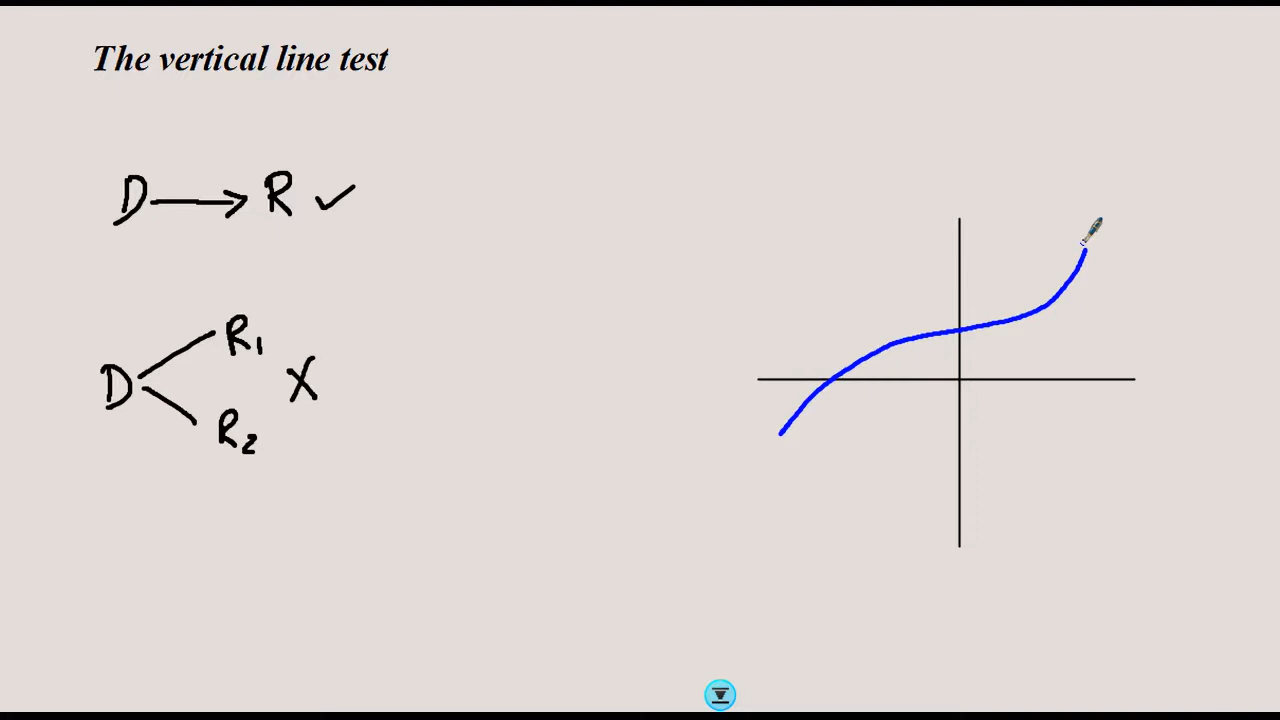 The vertical line test
D → R ✓
R₁
D X
R₂